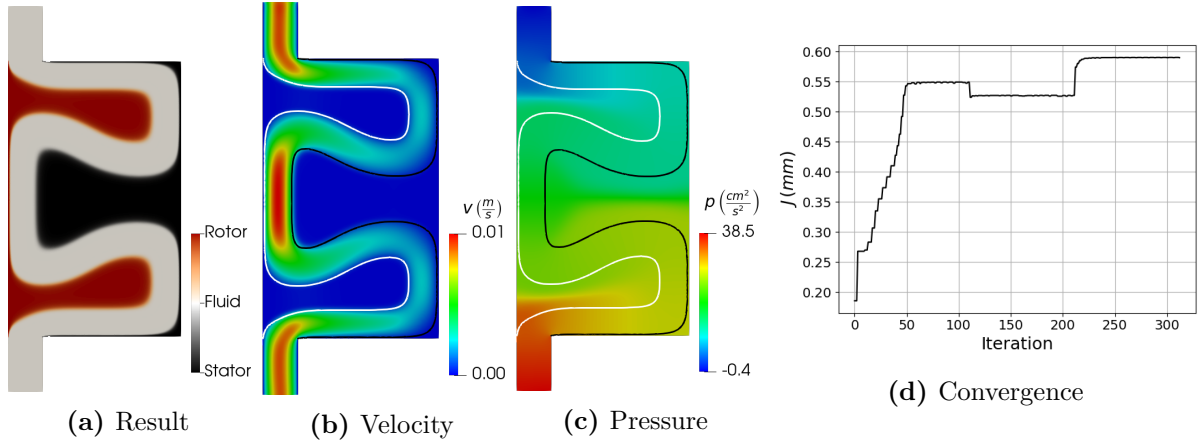 Rotor
Fluid
Stator
(a) Result
v (m/s)
0.01
0.00
(b) Velocity
p (cm²/s²)
38.5
-0.4
(c) Pressure
J (mm)
0.60
0.55
0.50
0.45
0.40
0.35
0.30
0.25
0.20
0 50 100 150 200 250 300
Iteration
(d) Convergence